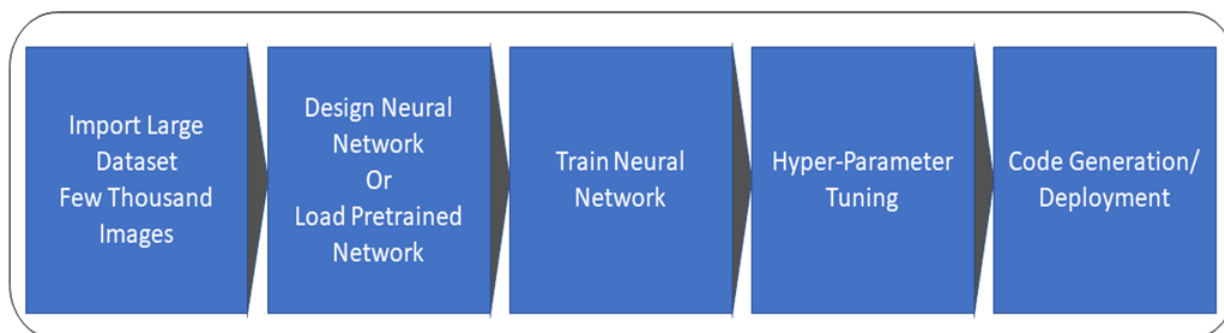 Import Large
Dataset
Few Thousand
Images
Design Neural
Network
Or
Load Pretrained
Network
Train Neural
Network
Hyper-Parameter
Tuning
Code Generation/
Deployment